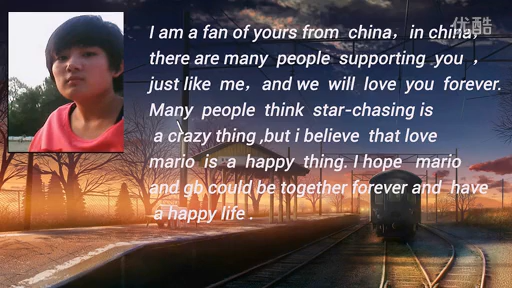 I am a fan of yours from china，in china，
there are many people supporting you ，
just like me，and we will love you forever.
Many people think star-chasing is
a crazy thing ,but i believe that love
mario is a happy thing. I hope mario
and gb could be together forever and have
a happy life .
优酷